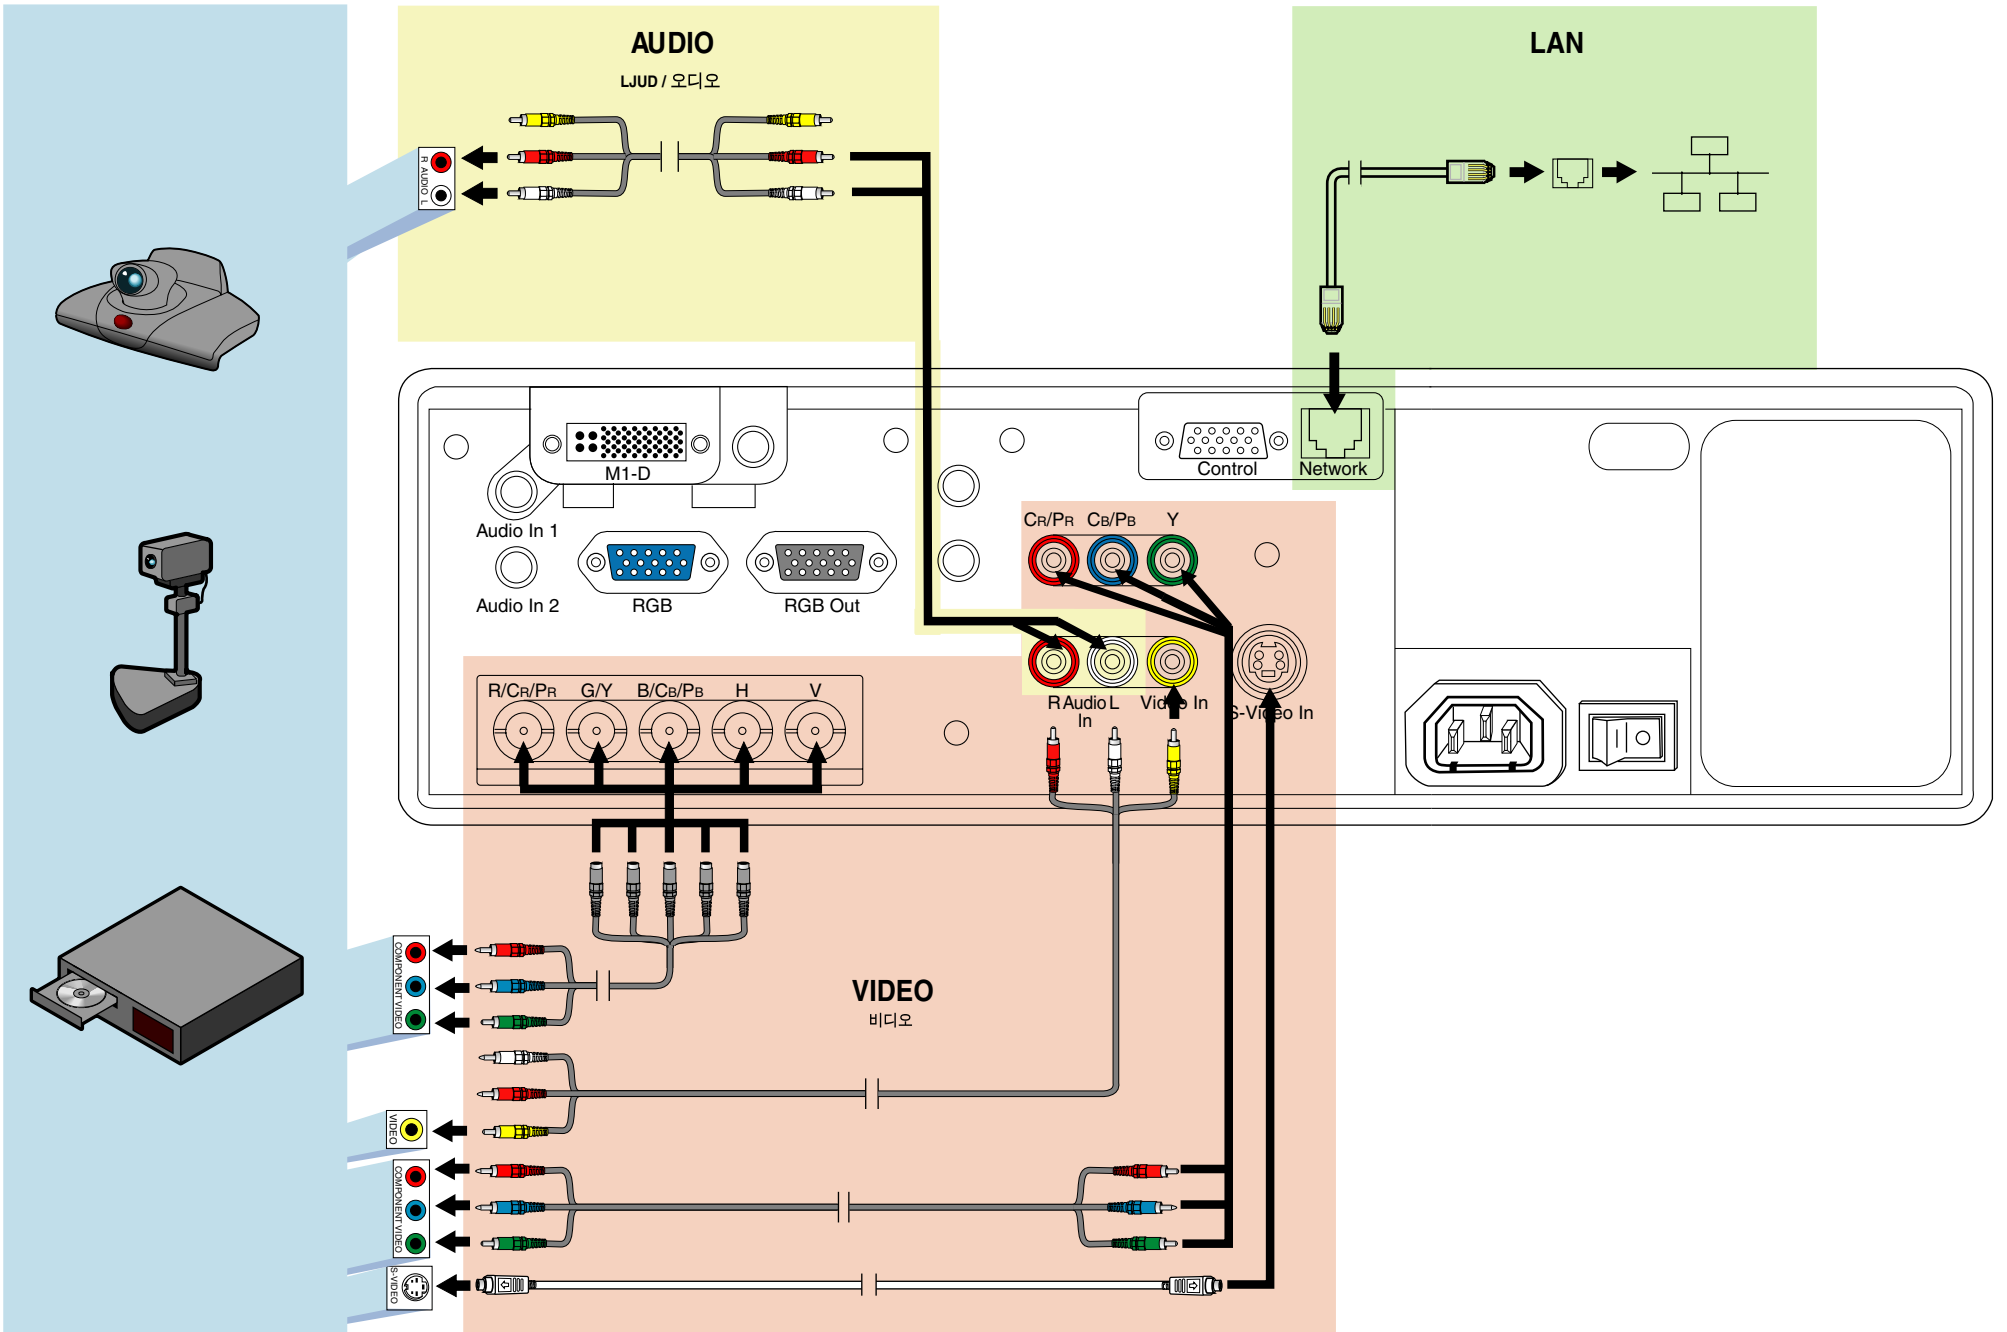 AUDIO
LJUD / 오디오
LAN
R AUDIO L
M1-D
Control
Network
Audio In 1
Audio In 2
RGB
RGB Out
CR/PR
CB/PB
Y
R/CR/PR
G/Y
B/CB/PB
H
V
R Audio L
In
Video In
S-Video In
COMPONENT VIDEO
VIDEO
비디오
VIDEO
COMPONENT VIDEO
S-VIDEO